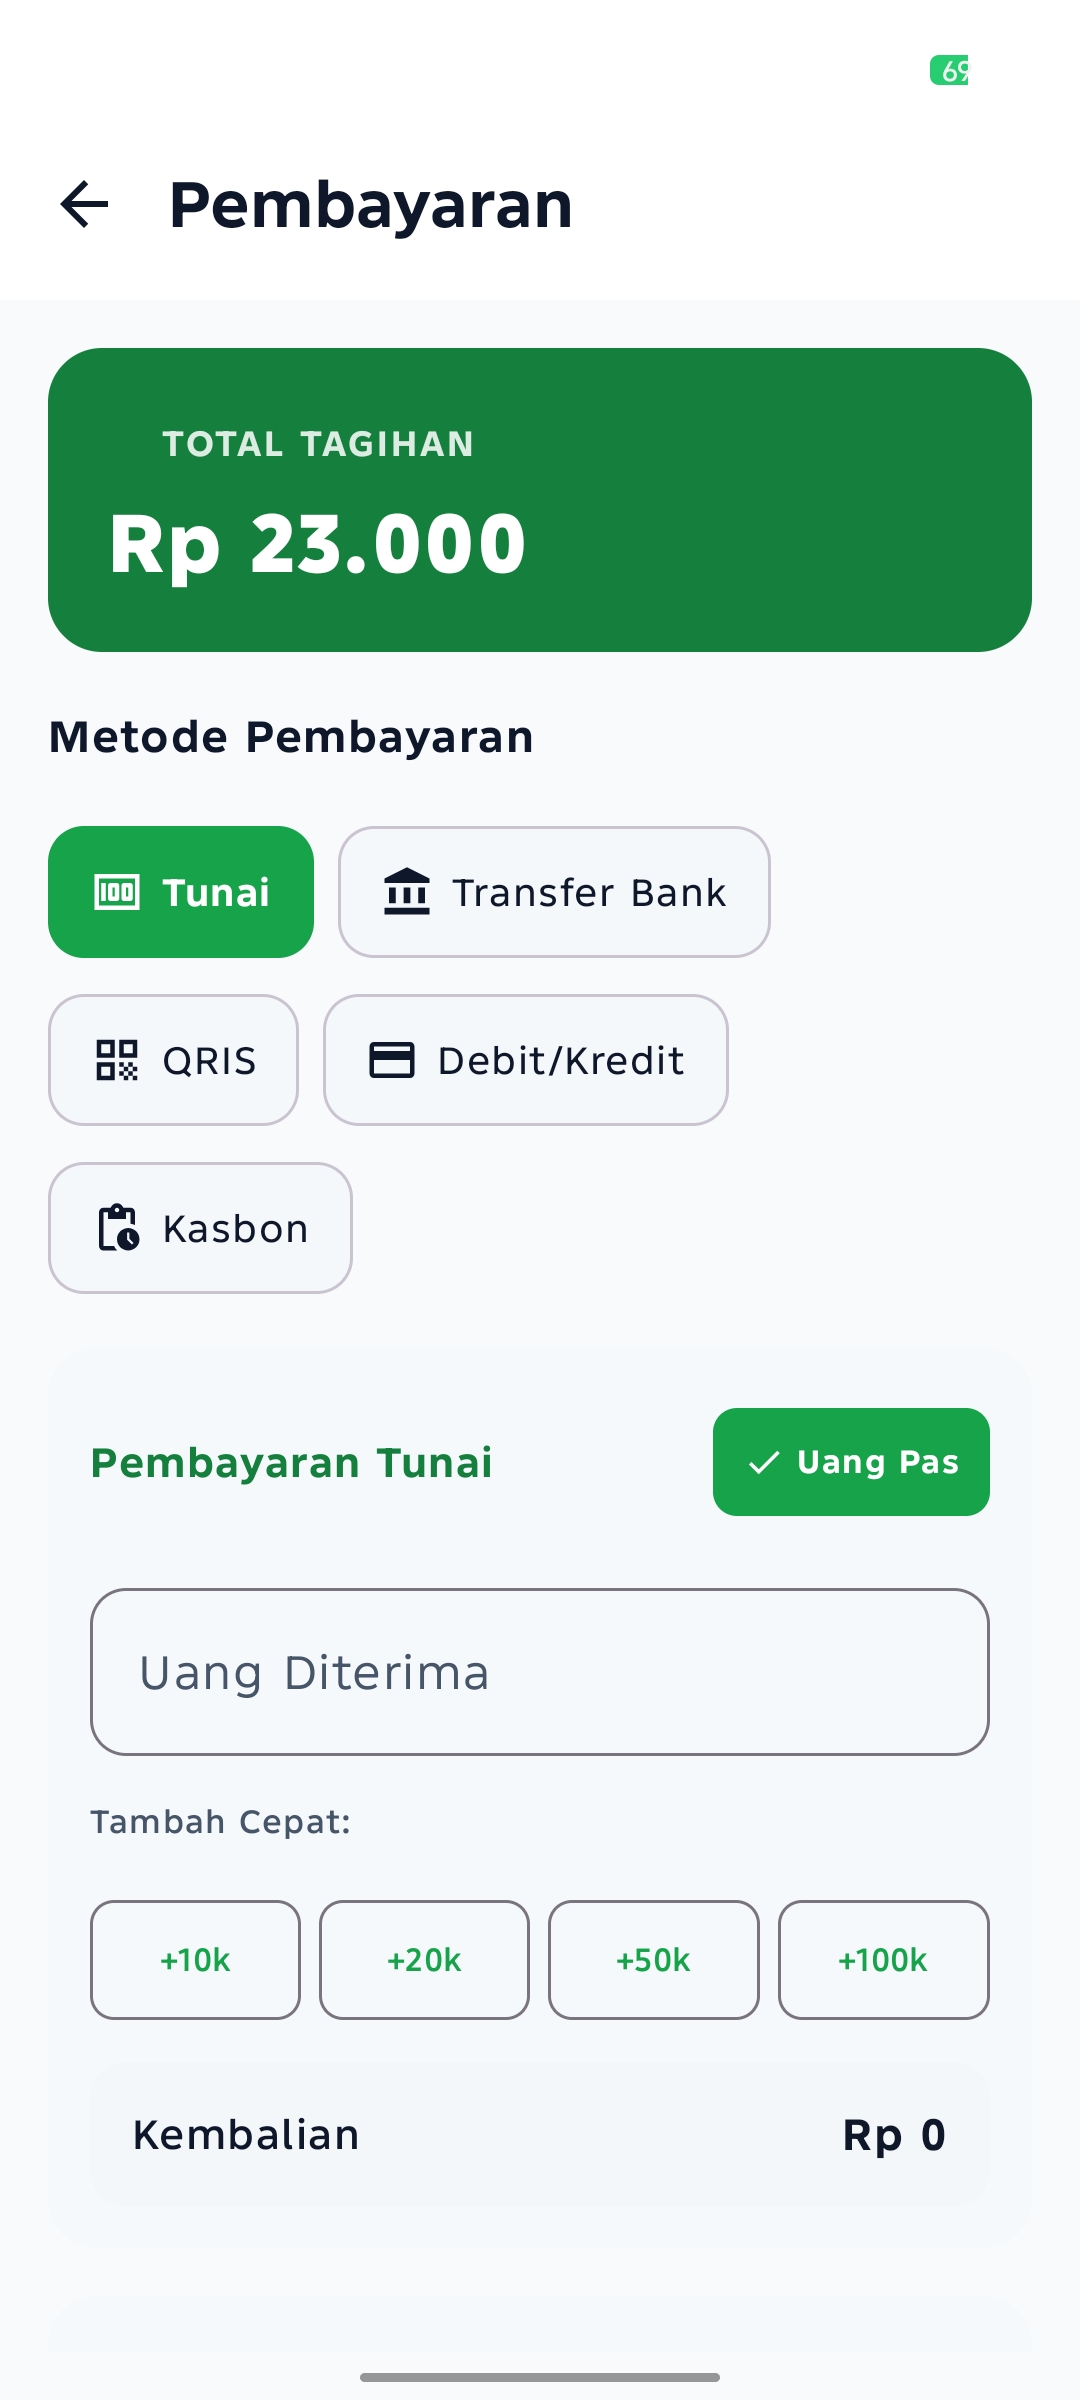 69
Pembayaran
TOTAL TAGIHAN
Rp 23.000
Metode Pembayaran
Tunai
Transfer Bank
QRIS
Debit/Kredit
Kasbon
Pembayaran Tunai
Uang Pas
Uang Diterima
Tambah Cepat:
+10k +20k +50k +100k
Kembalian Rp 0